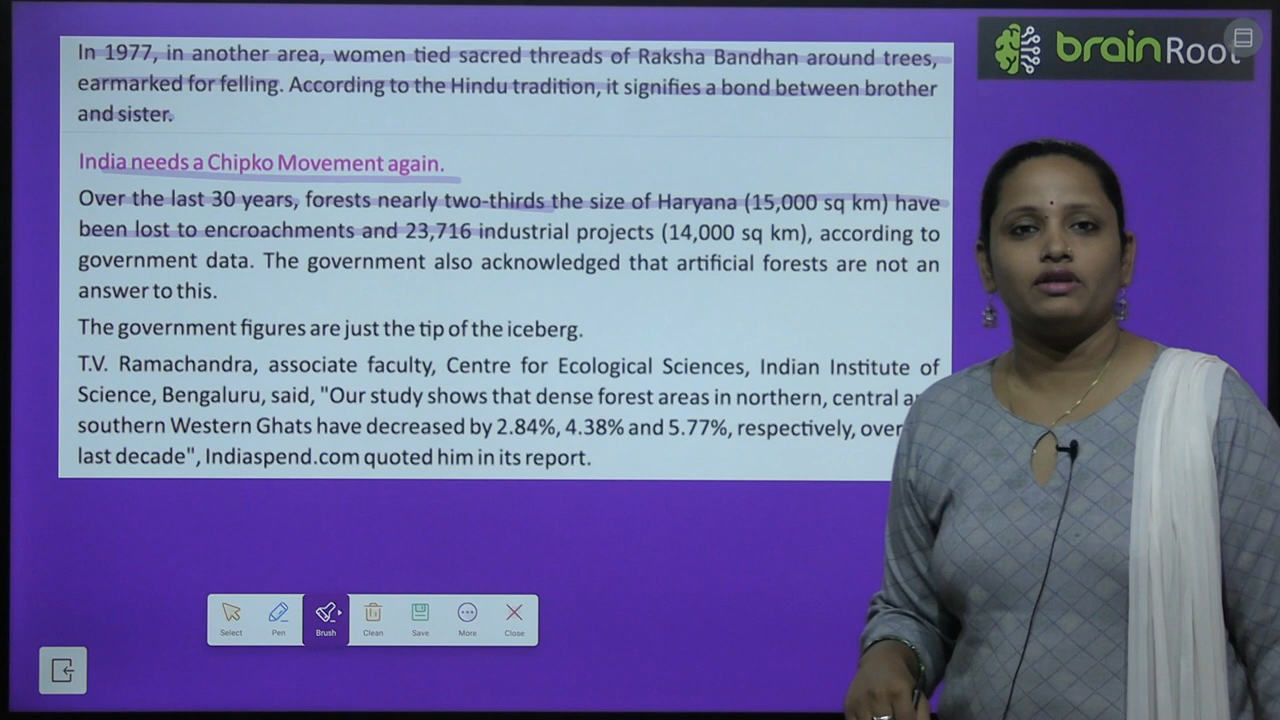 In 1977, in another area, women tied sacred threads of Raksha Bandhan around trees,
earmarked for felling. According to the Hindu tradition, it signifies a bond between brother
and sister.
India needs a Chipko Movement again.
Over the last 30 years, forests nearly two-thirds the size of Haryana (15,000 sq km) have
been lost to encroachments and 23,716 industrial projects (14,000 sq km), according to
government data. The government also acknowledged that artificial forests are not an
answer to this.
The government figures are just the tip of the iceberg.
T.V. Ramachandra, associate faculty, Centre for Ecological Sciences, Indian Institute of
Science, Bengaluru, said, "Our study shows that dense forest areas in northern, central
southern Western Ghats have decreased by 2.84%, 4.38% and 5.77%, respectively, over
last decade", Indiaspend.com quoted him in its report.
brainRoot
Select Pen Brush Clean Save More Close